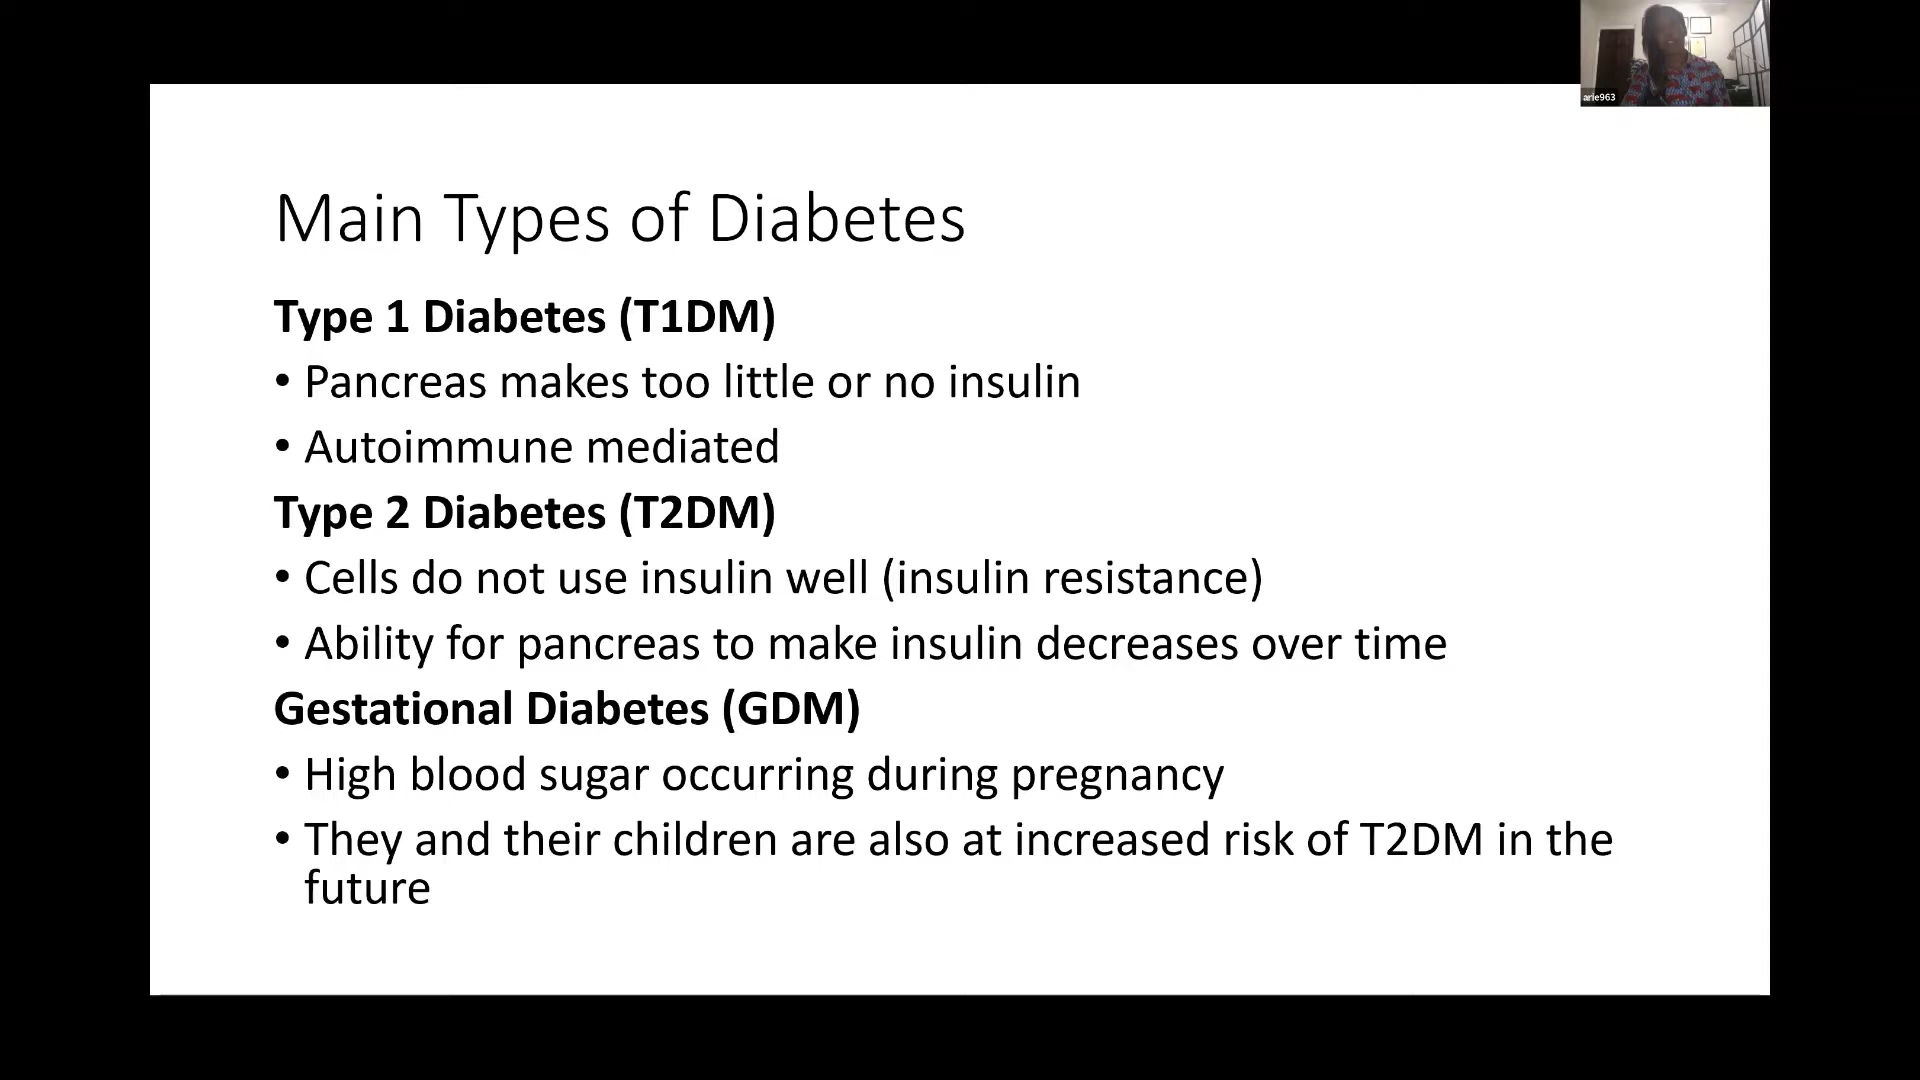 arie963
Main Types of Diabetes
Type 1 Diabetes (T1DM)
• Pancreas makes too little or no insulin
• Autoimmune mediated
Type 2 Diabetes (T2DM)
• Cells do not use insulin well (insulin resistance)
• Ability for pancreas to make insulin decreases over time
Gestational Diabetes (GDM)
• High blood sugar occurring during pregnancy
• They and their children are also at increased risk of T2DM in the
future